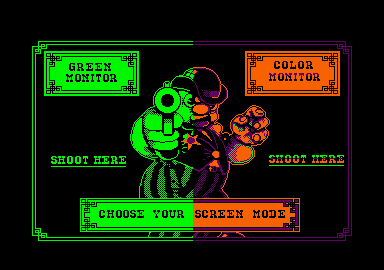 GREEN
MONITOR
COLOR
MONITOR
SHOOT HERE
SHOOT HERE
CHOOSE YOUR SCREEN MODE